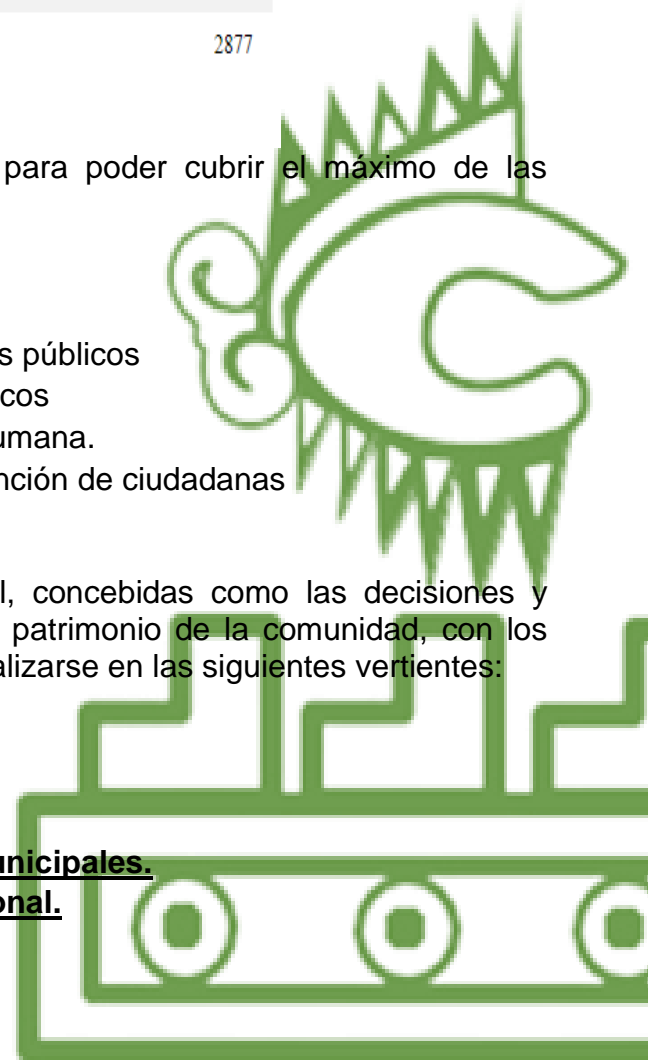 2877
para poder cubrir el máximo de las
s públicos
cos
umana.
nción de ciudadanas
l, concebidas como las decisiones y
patrimonio de la comunidad, con los
alizarse en las siguientes vertientes:
unicipales.
onal.